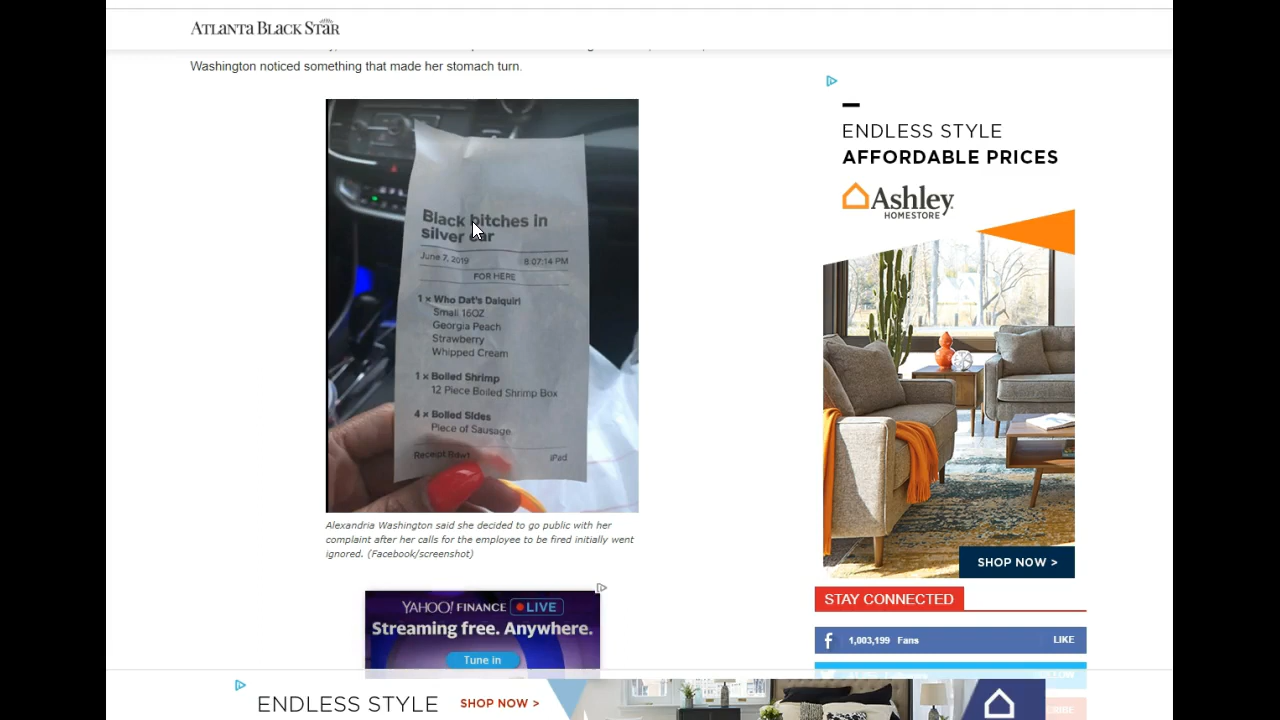 ATLANTA BLACK STAR
Washington noticed something that made her stomach turn.
Black bitches in
silver car
June 7, 2019 8:07:14 PM
FOR HERE
1 × Who Dat's Daiquiri
Small 16OZ
Georgia Peach
Strawberry
Whipped Cream
1 × Boiled Shrimp
12 Piece Boiled Shrimp Box
4 × Boiled Sides
Piece of Sausage
Receipt iPad
Alexandria Washington said she decided to go public with her
complaint after her calls for the employee to be fired initially went
ignored. (Facebook/screenshot)
YAHOO! FINANCE LIVE
Streaming free. Anywhere.
Tune in
ENDLESS STYLE
AFFORDABLE PRICES
Ashley
HOMESTORE
SHOP NOW >
STAY CONNECTED
1,003,199 Fans LIKE
ENDLESS STYLE SHOP NOW >